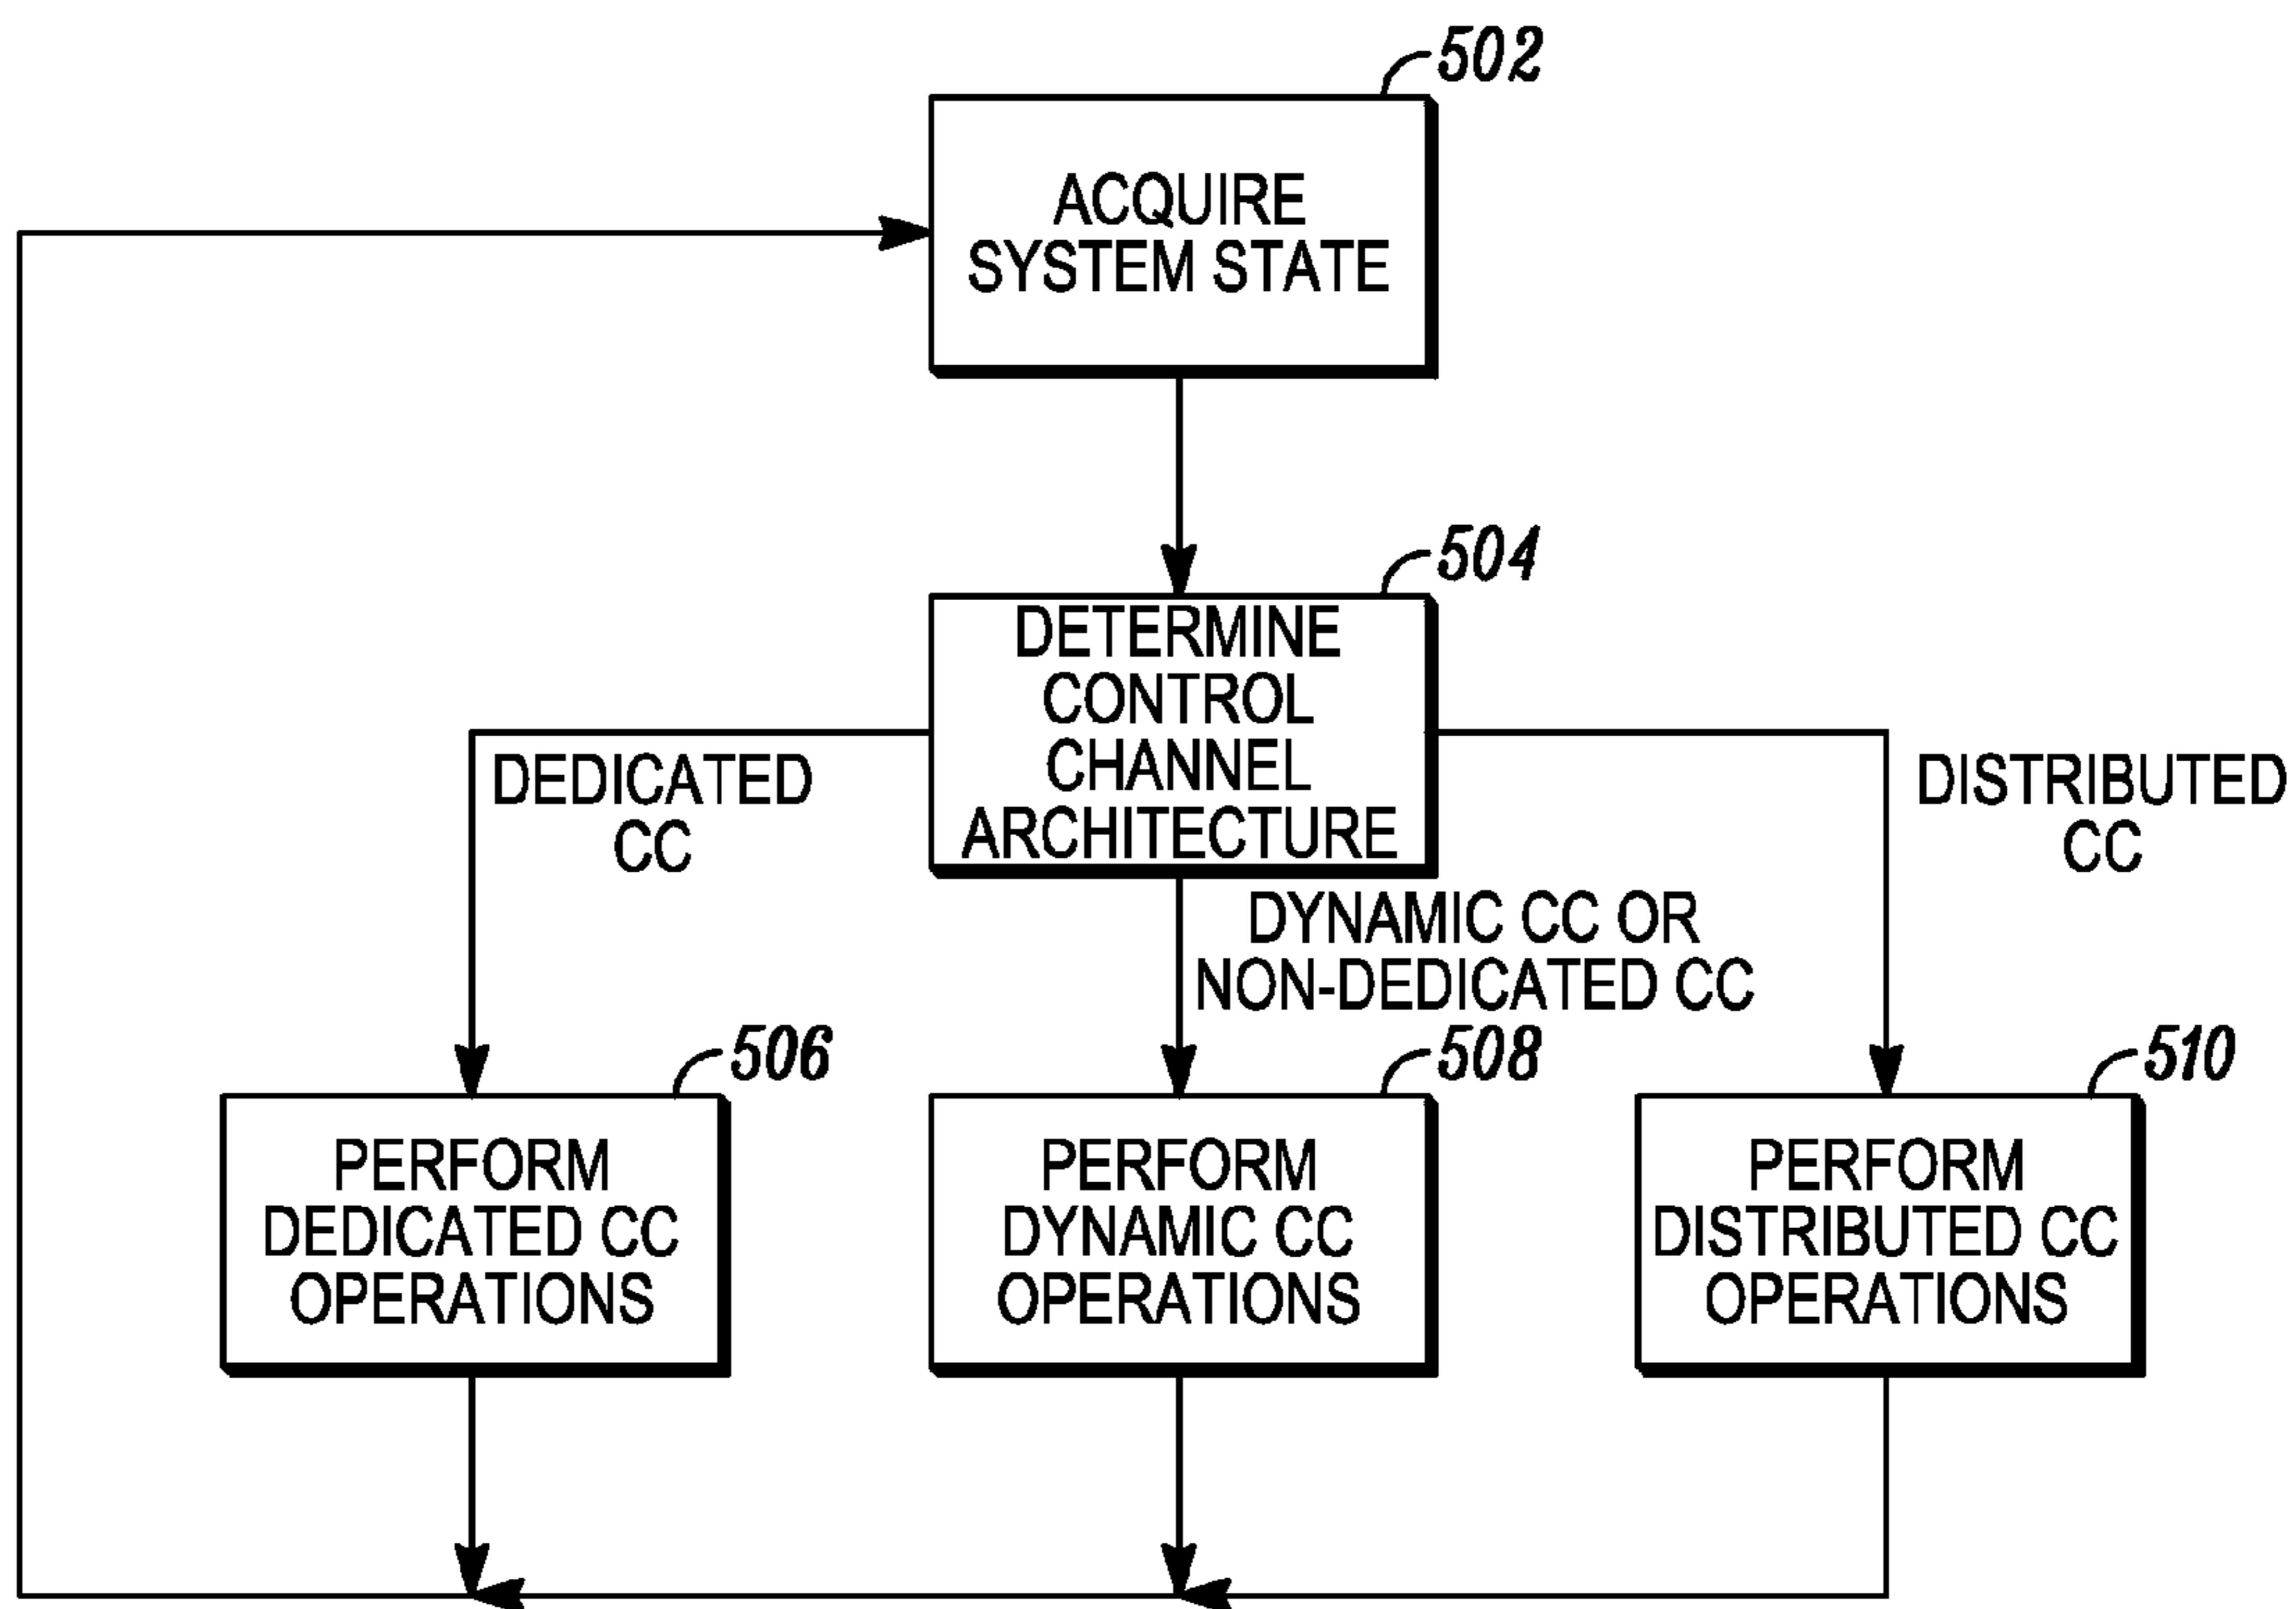 502
ACQUIRE
SYSTEM STATE
504
DETERMINE
CONTROL
CHANNEL
ARCHITECTURE
DEDICATED
CC
DISTRIBUTED
CC
DYNAMIC CC OR
NON-DEDICATED CC
506
PERFORM
DEDICATED CC
OPERATIONS
508
PERFORM
DYNAMIC CC
OPERATIONS
510
PERFORM
DISTRIBUTED CC
OPERATIONS